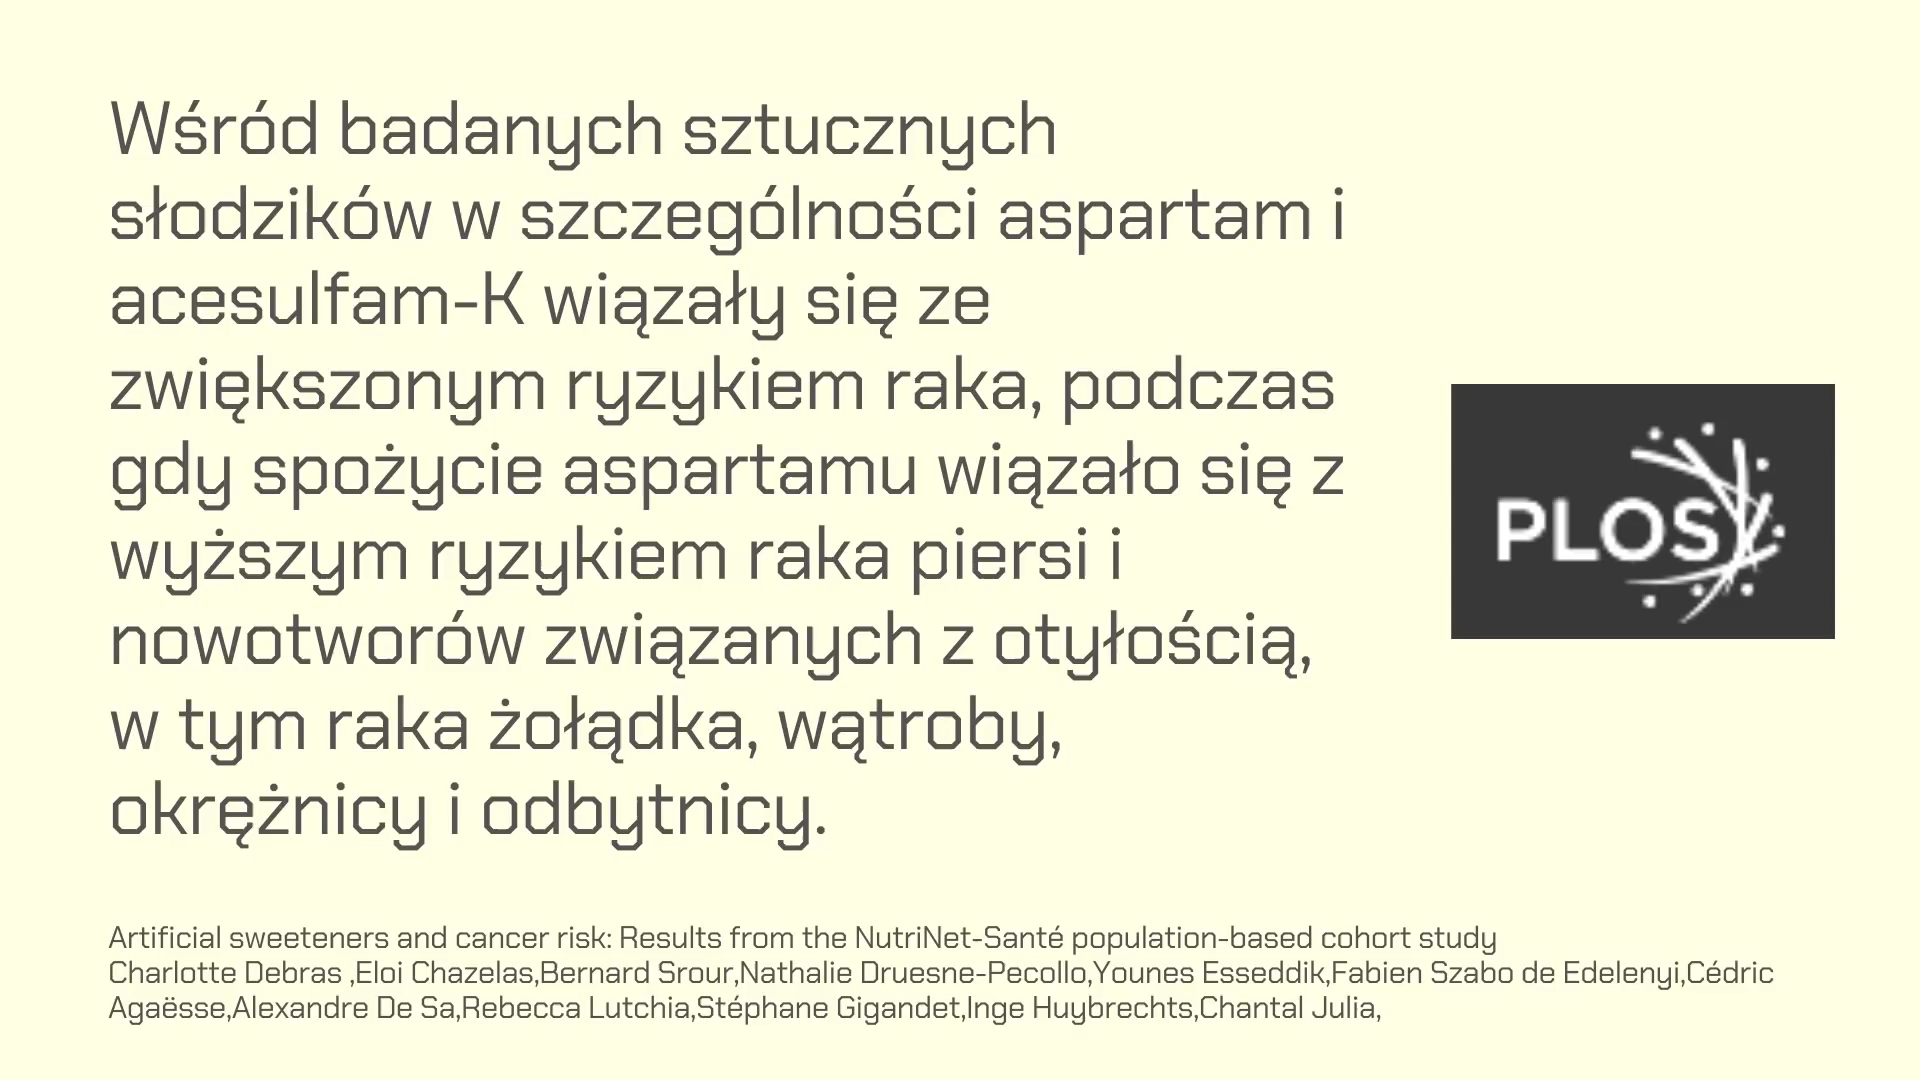 Wśród badanych sztucznych
słodzików w szczególności aspartam i
acesulfam-K wiązały się ze
zwiększonym ryzykiem raka, podczas
gdy spożycie aspartamu wiązało się z
wyższym ryzykiem raka piersi i
nowotworów związanych z otyłością,
w tym raka żołądka, wątroby,
okrężnicy i odbytnicy.
PLOS
Artificial sweeteners and cancer risk: Results from the NutriNet-Santé population-based cohort study
Charlotte Debras ,Eloi Chazelas,Bernard Srour,Nathalie Druesne-Pecollo,Younes Esseddik,Fabien Szabo de Edelenyi,Cédric
Agaësse,Alexandre De Sa,Rebecca Lutchia,Stéphane Gigandet,Inge Huybrechts,Chantal Julia,